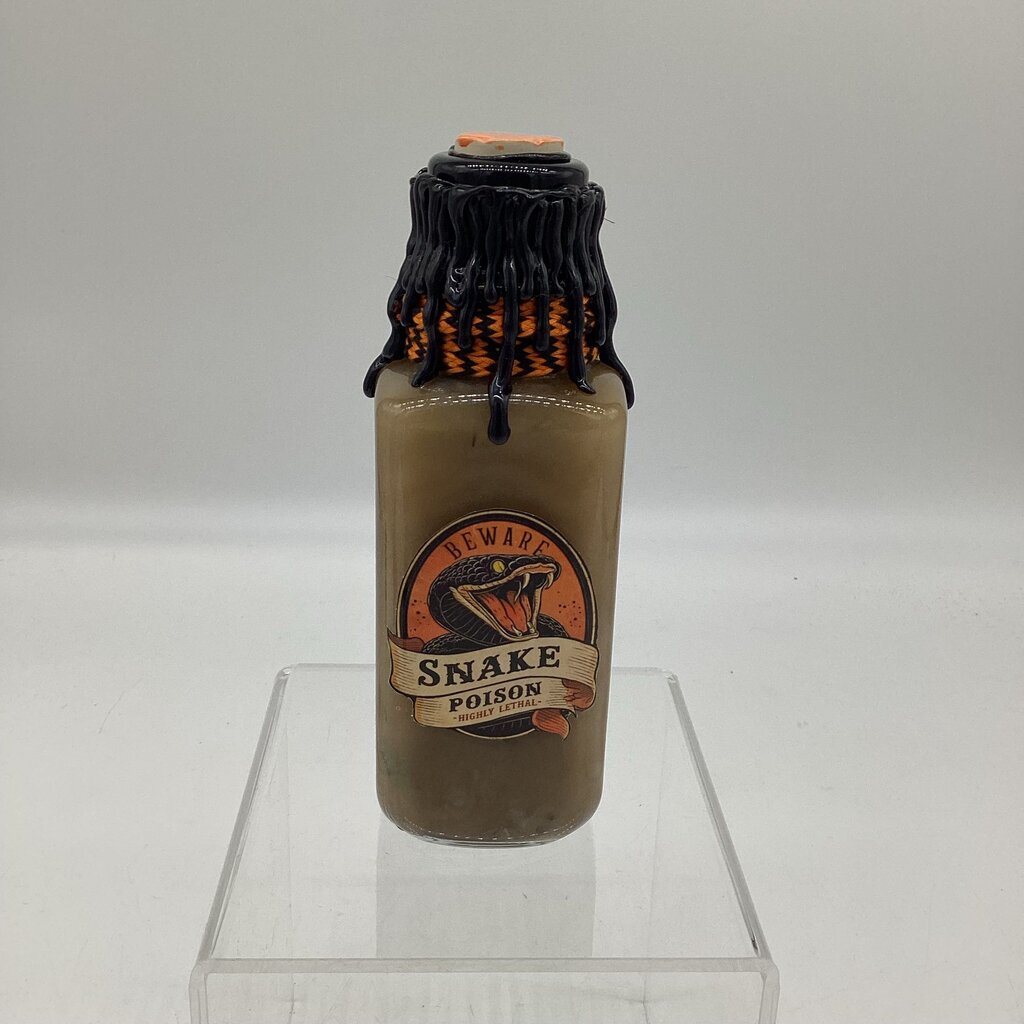 BEWARE
SNAKE
POISON
-HIGHLY LETHAL-